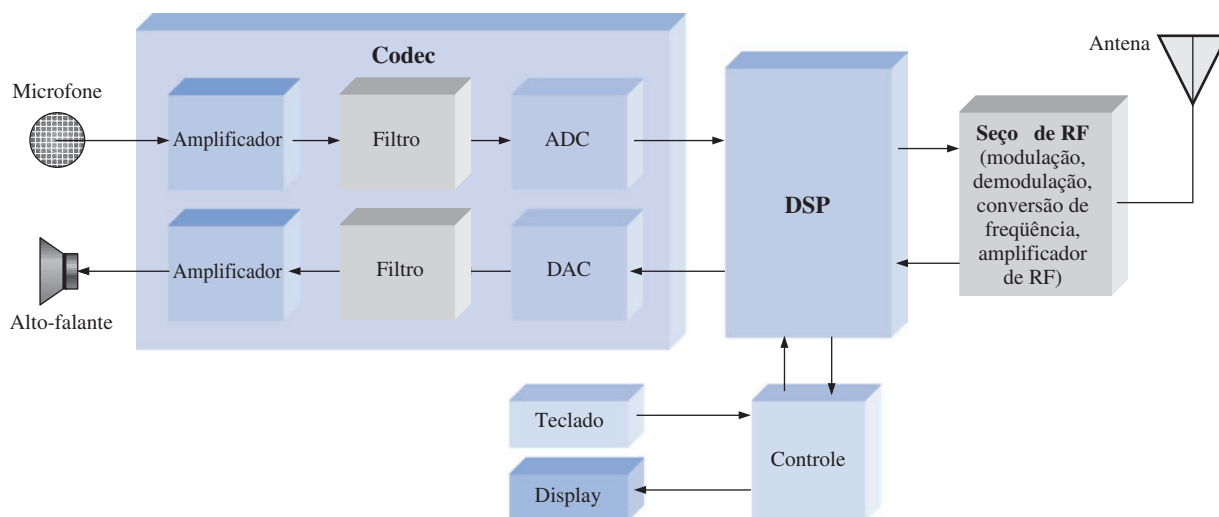 Codec
Antena
Microfone
Amplificador
Filtro
ADC
Seço de RF
(modulação,
demodulação,
conversão de
freqüência,
amplificador
de RF)
DSP
Amplificador
Filtro
DAC
Alto-falante
Teclado
Controle
Display